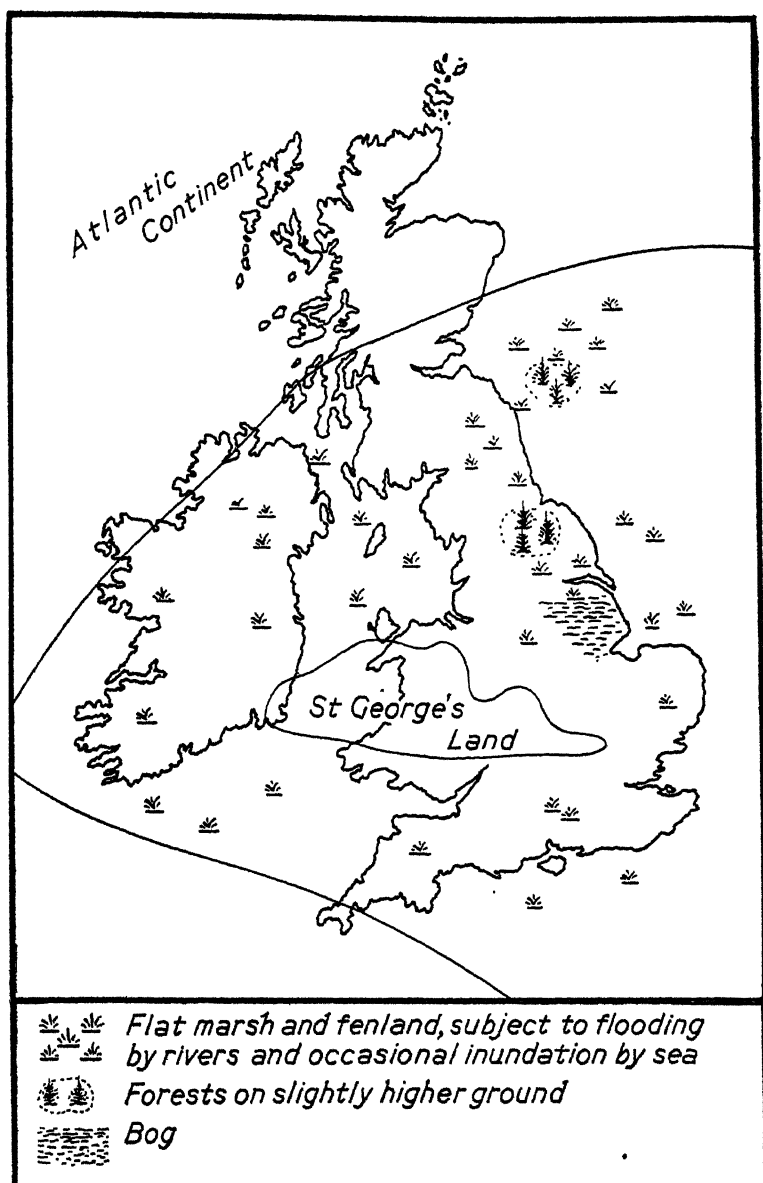 Atlantic
Continent
St George's
Land
Flat marsh and fenland, subject to flooding
by rivers and occasional inundation by sea
Forests on slightly higher ground
Bog